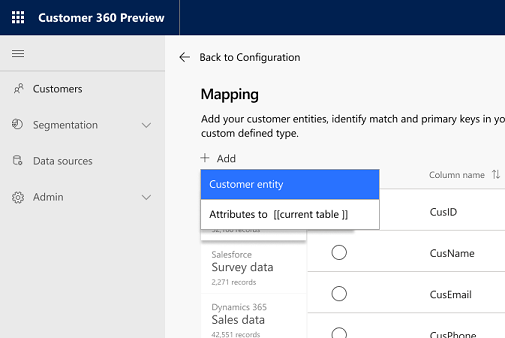 Customer 360 Preview
Back to Configuration
Customers
Segmentation
Data sources
Admin
Mapping
Add your customer entities, identify match and primary keys in yo
custom defined type.
Add
Customer entity
Attributes to [[current table ]]
Column name
records
Salesforce
Survey data
2,271 records
Dynamics 365
Sales data
42,551 records
CusID
CusName
CusEmail
CusPhone